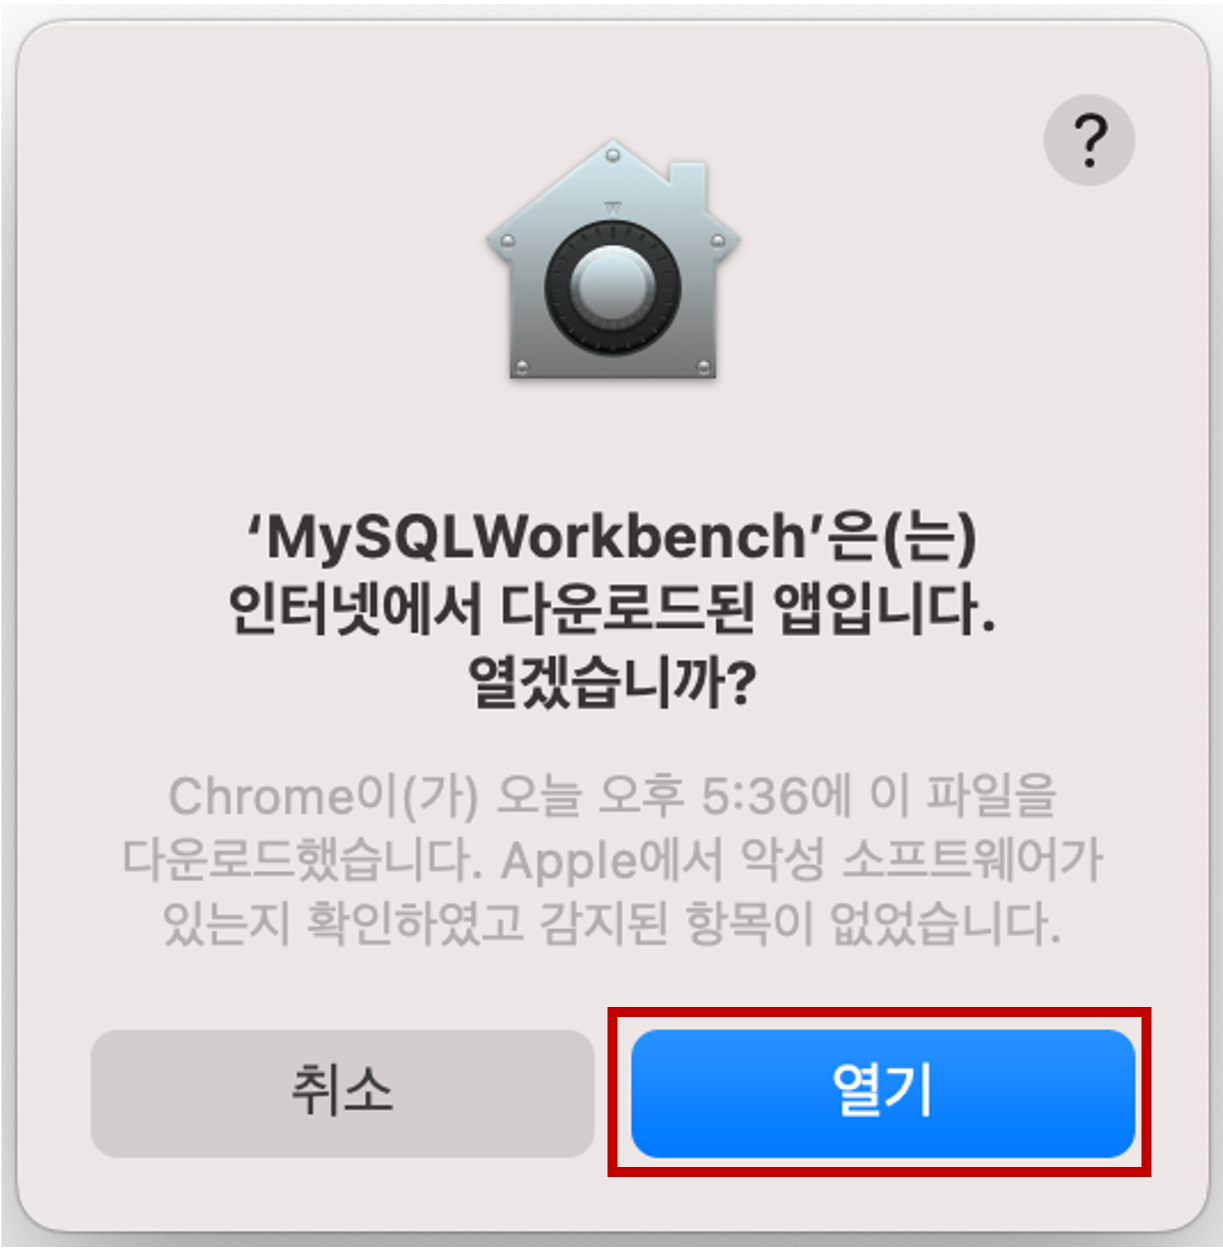 ?
‘MySQLWorkbench’은(는)
인터넷에서 다운로드된 앱입니다.
열겠습니까?
Chrome이(가) 오늘 오후 5:36에 이 파일을
다운로드했습니다. Apple에서 악성 소프트웨어가
있는지 확인하였고 감지된 항목이 없었습니다.
취소
열기